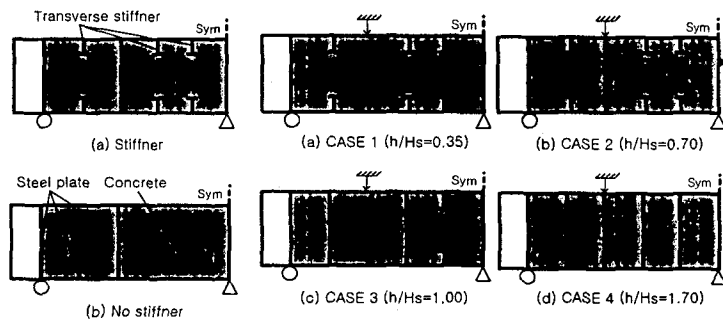 Transverse stiffner
Sym
(a) Stiffner
Steel plate
Concrete
Sym
(b) No stiffner
Sym
(a) CASE 1 (h/Hs=0.35)
Sym
(b) CASE 2 (h/Hs=0.70)
Sym
(c) CASE 3 (h/Hs=1.00)
Sym
(d) CASE 4 (h/Hs=1.70)